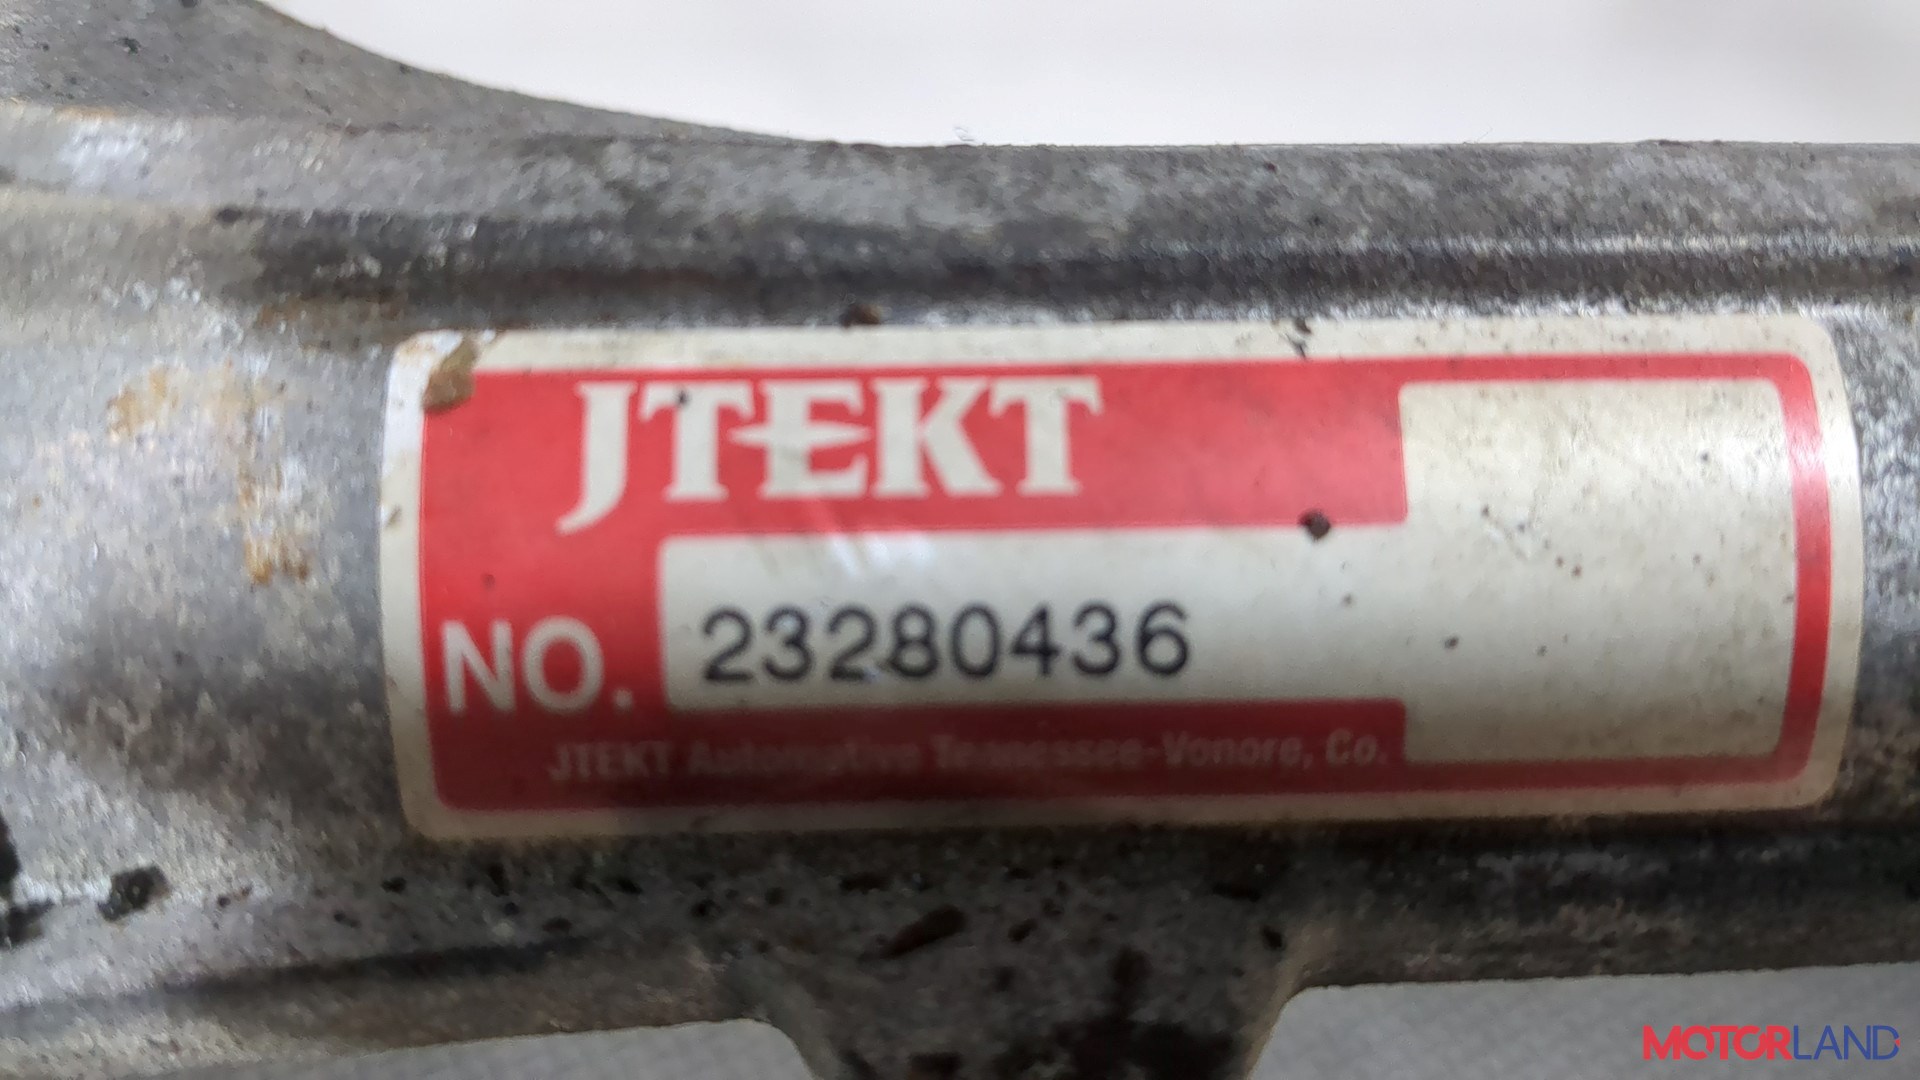 JTEKT
NO. 23280436
JTEKT Automotive Tennessee-Vonore, Co.
MOTORLAND